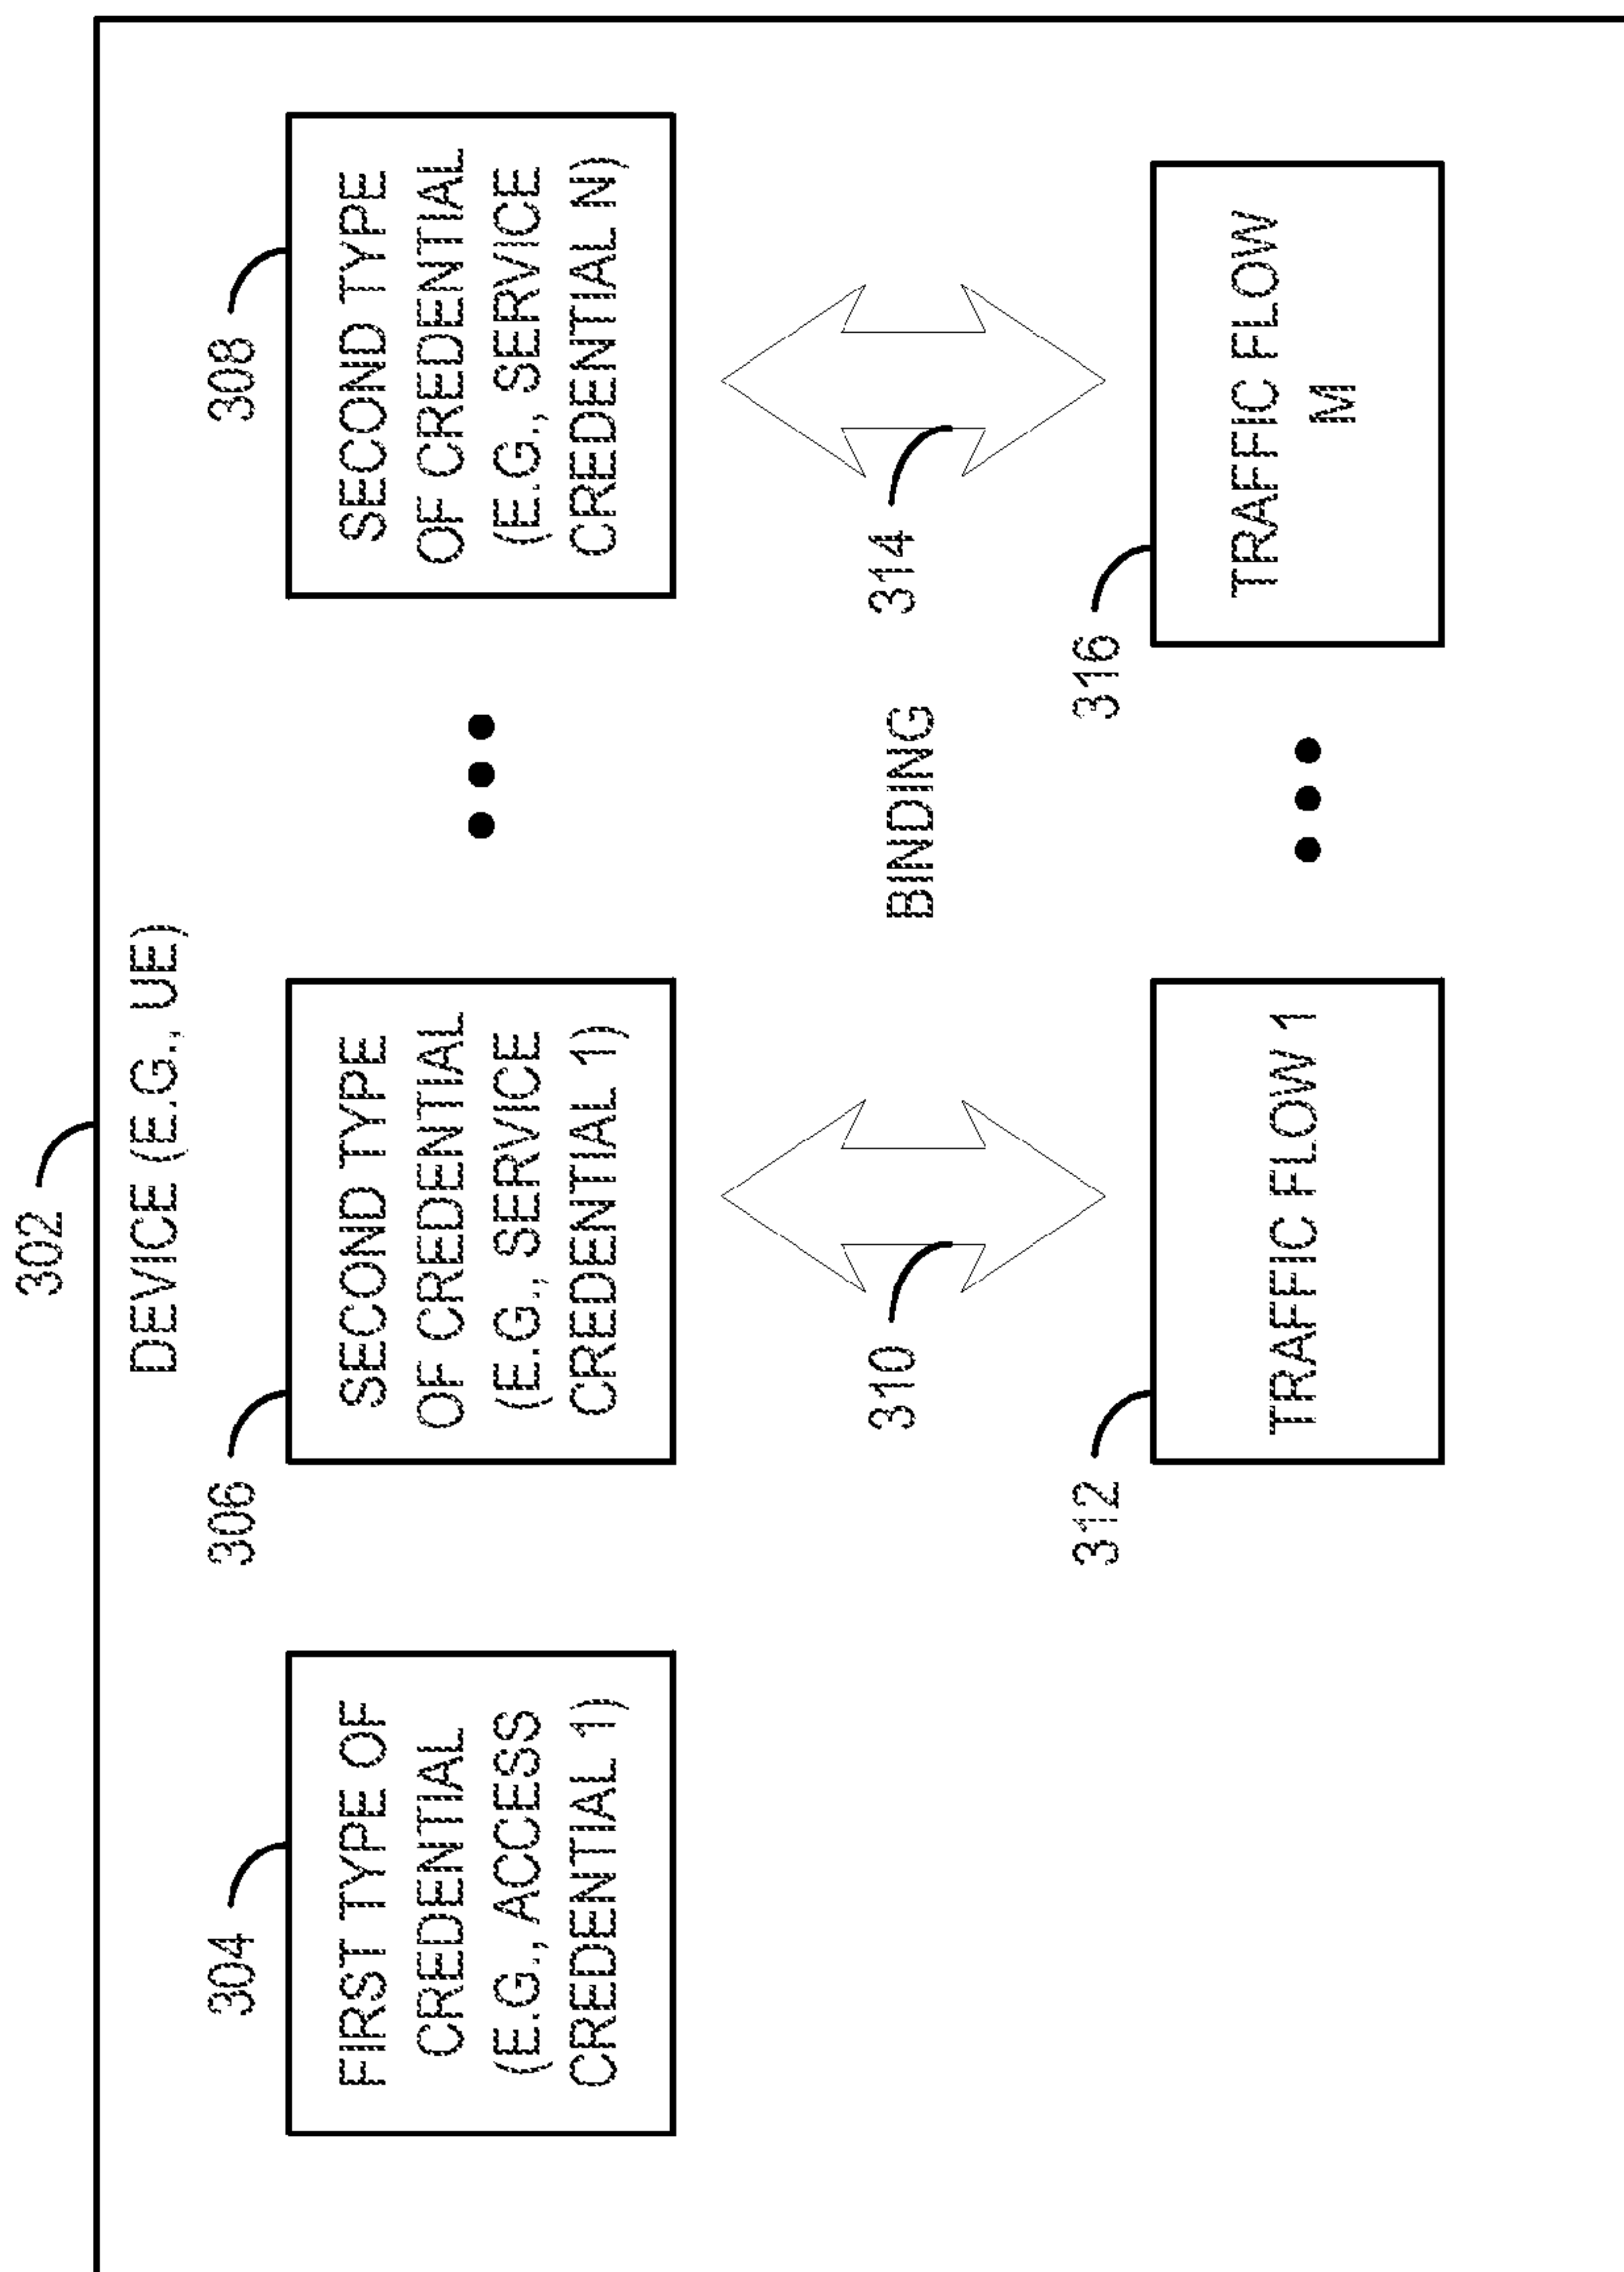 302
DEVICE (E.G., UE)
304
FIRST TYPE OF
CREDENTIAL
(E.G., ACCESS
CREDENTIAL 1)
306
SECOND TYPE
OF CREDENTIAL
(E.G., SERVICE
CREDENTIAL 1)
308
SECOND TYPE
OF CREDENTIAL
(E.G., SERVICE
CREDENTIAL N)
310
BINDING
314
312
TRAFFIC FLOW 1
316
TRAFFIC FLOW
M